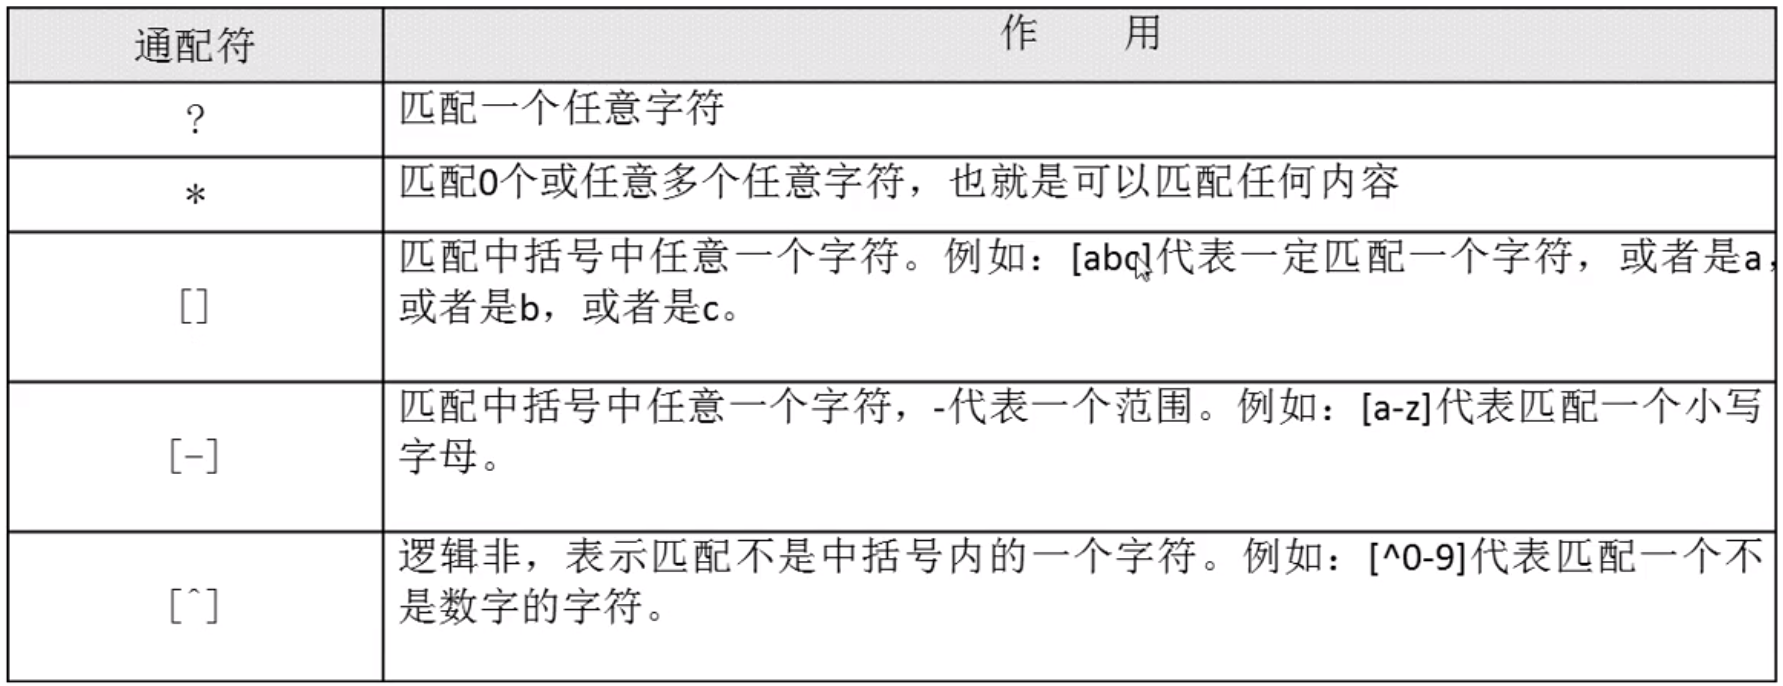 通配符
作 用
?
匹配一个任意字符
*
匹配0个或任意多个任意字符，也就是可以匹配任何内容
[]
匹配中括号中任意一个字符。例如：[abc]代表一定匹配一个字符，或者是a，
或者是b，或者是c。
[-]
匹配中括号中任意一个字符，-代表一个范围。例如：[a-z]代表匹配一个小写
字母。
[^]
逻辑非，表示匹配不是中括号内的一个字符。例如：[^0-9]代表匹配一个不
是数字的字符。